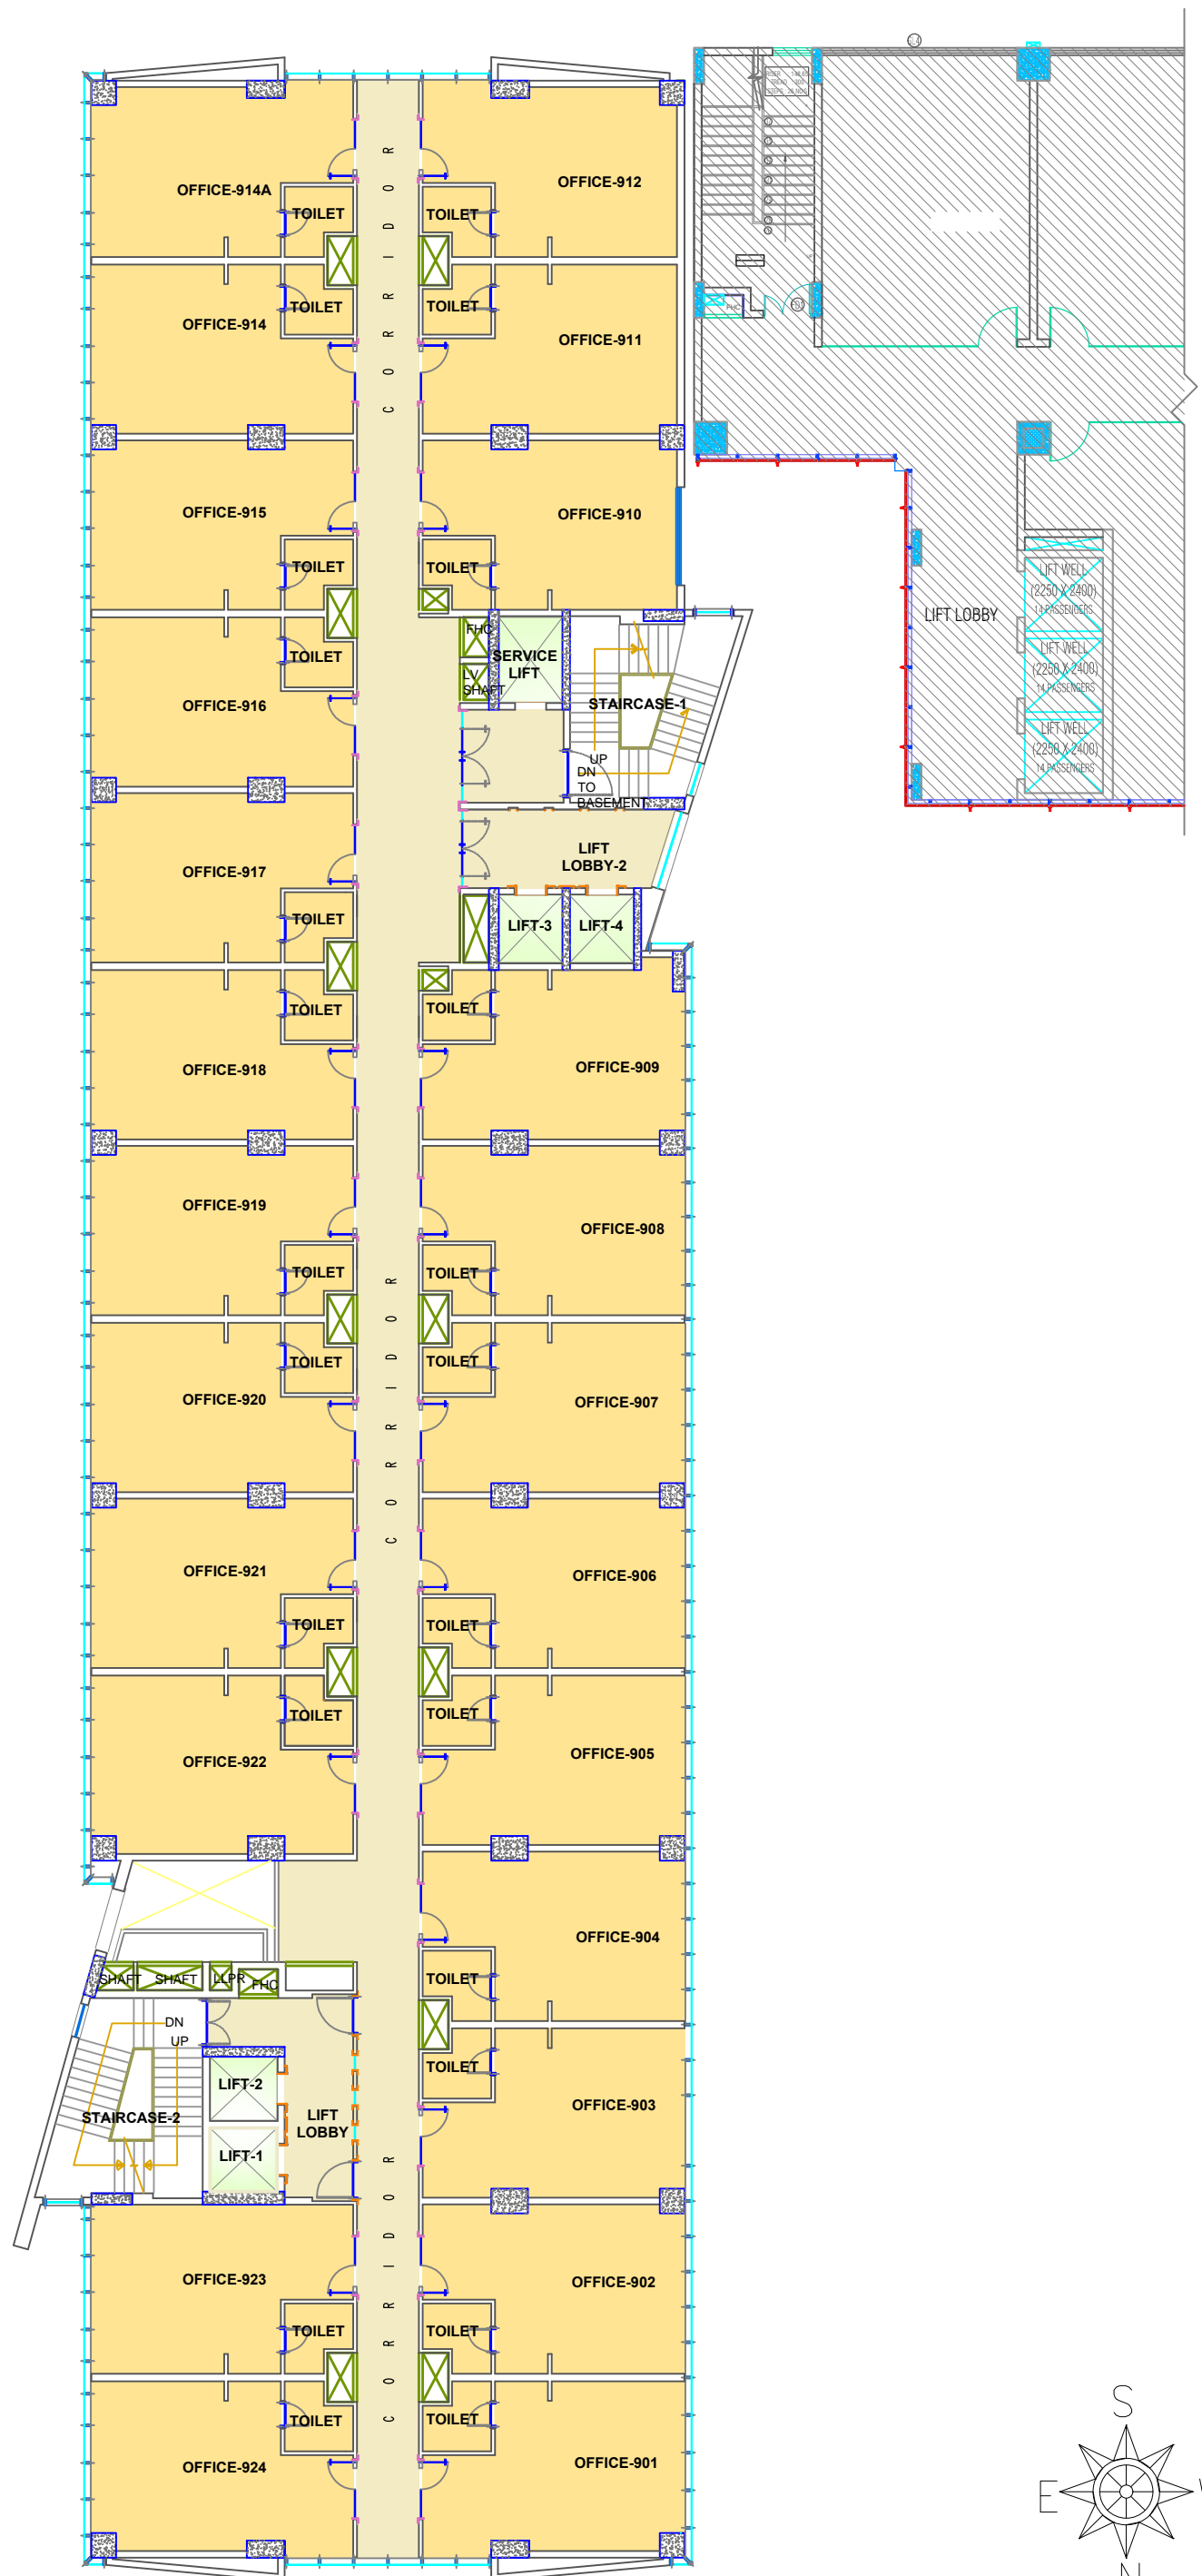 OFFICE-914A
TOILET
TOILET
OFFICE-912
CORRIDOR
OFFICE-914
TOILET
TOILET
OFFICE-911
FHC
OFFICE-915
TOILET
TOILET
OFFICE-910
LIFT WELL
(2250 X 2400)
14 PASSENGERS
LIFT LOBBY
LIFT WELL
(2250 X 2400)
14 PASSENGERS
LIFT WELL
(2250 X 2400)
14 PASSENGERS
FHC
SERVICE
LIFT
LV
SHAFT
STAIRCASE-1
UP
DN
TO
BASEMENT
TOILET
OFFICE-916
OFFICE-917
TOILET
LIFT
LOBBY-2
LIFT-3
LIFT-4
TOILET
OFFICE-918
TOILET
OFFICE-909
OFFICE-919
TOILET
TOILET
OFFICE-908
CORRIDOR
TOILET
OFFICE-920
TOILET
OFFICE-907
OFFICE-921
TOILET
TOILET
OFFICE-906
TOILET
OFFICE-922
TOILET
OFFICE-905
OFFICE-904
TOILET
SHAFT
SHAFT
LLPR
FHC
DN
UP
LIFT-2
STAIRCASE-2
LIFT
LOBBY
LIFT-1
TOILET
OFFICE-903
CORRIDOR
OFFICE-923
TOILET
TOILET
OFFICE-902
OFFICE-924
TOILET
TOILET
OFFICE-901
S
E
N